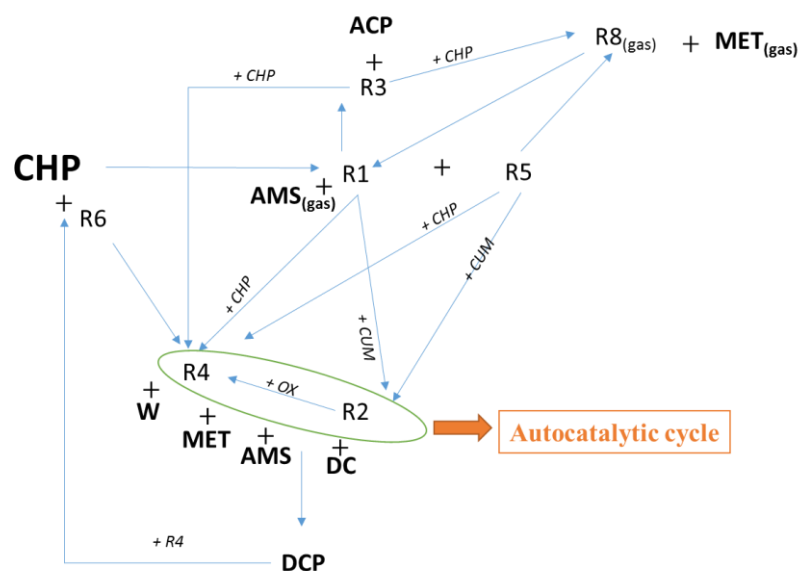 ACP
+
R3
+ CHP
+ CHP
R8(gas) + MET(gas)
CHP
+
R6
R1
+
AMS(gas)
+
R5
+ CHP
+ CHP
+ CUM
+ CUM
R4
+ OX
R2
+
W
+
MET
+
AMS
+
DC
Autocatalytic cycle
+ R4
DCP